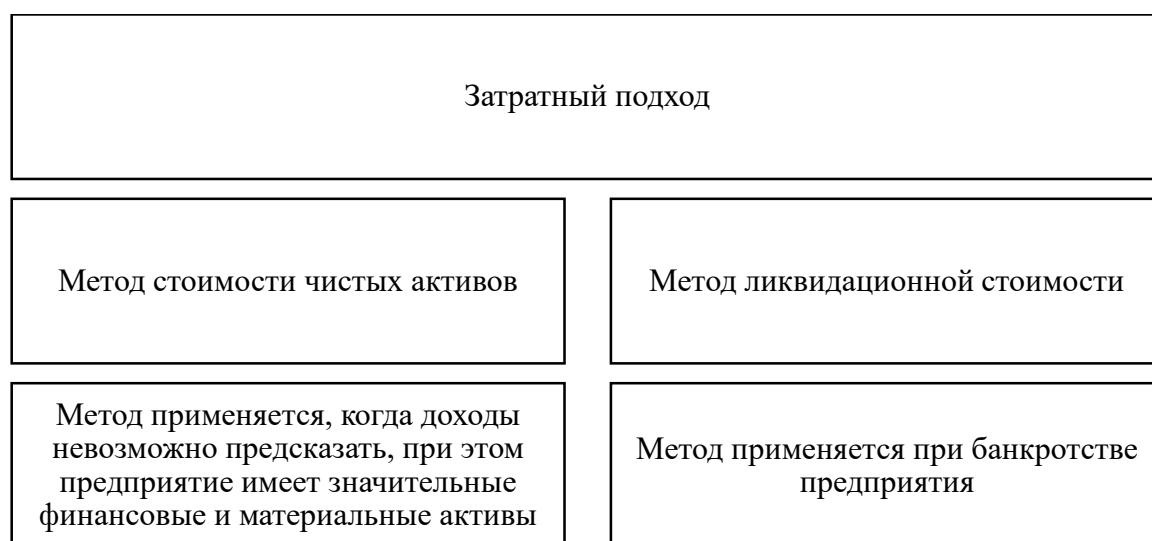 Затратный подход
Метод стоимости чистых активов
Метод ликвидационной стоимости
Метод применяется, когда доходы
невозможно предсказать, при этом
предприятие имеет значительные
финансовые и материальные активы
Метод применяется при банкротстве
предприятия